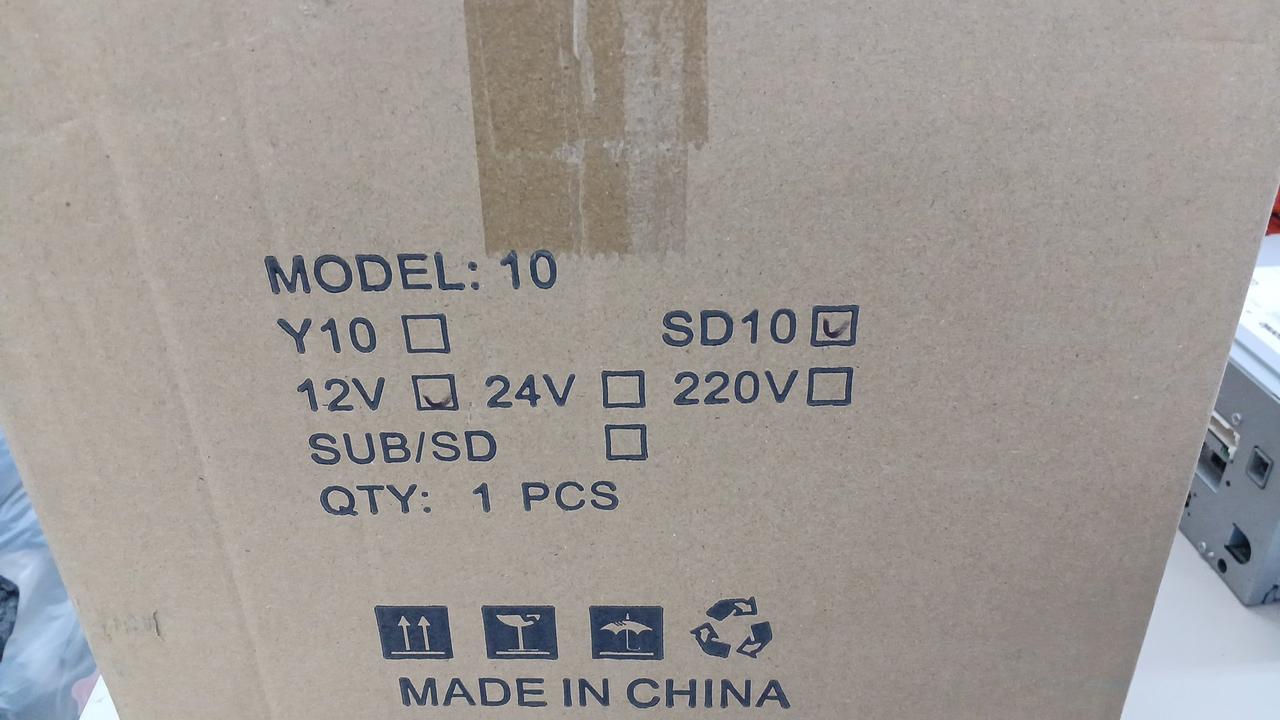 MODEL: 10
Y10 ☐ SD10 ☑
12V ☑ 24V ☐ 220V ☐
SUB/SD ☐
QTY: 1 PCS
MADE IN CHINA